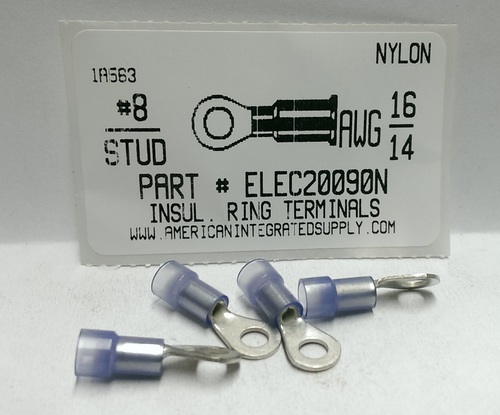 NYLON
1A563
#8
STUD
AWG 16
14
PART # ELEC20090N
INSUL. RING TERMINALS
WWW.AMERICANINTEGRATEDSUPPLY.COM